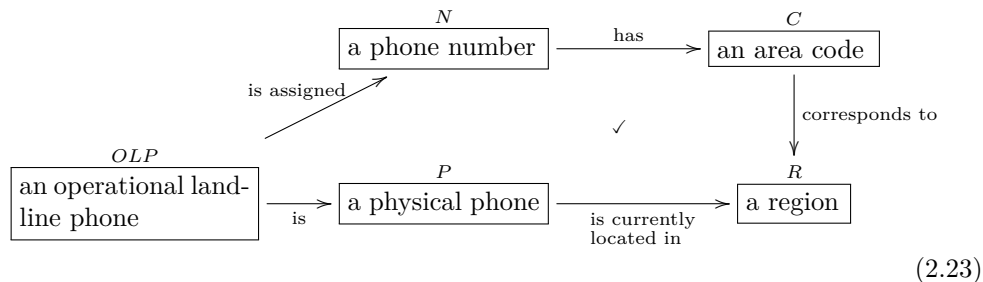 N
a phone number
has
C
an area code
is assigned
✓
corresponds to
OLP
an operational land-
line phone
is
P
a physical phone
is currently
located in
R
a region
(2.23)